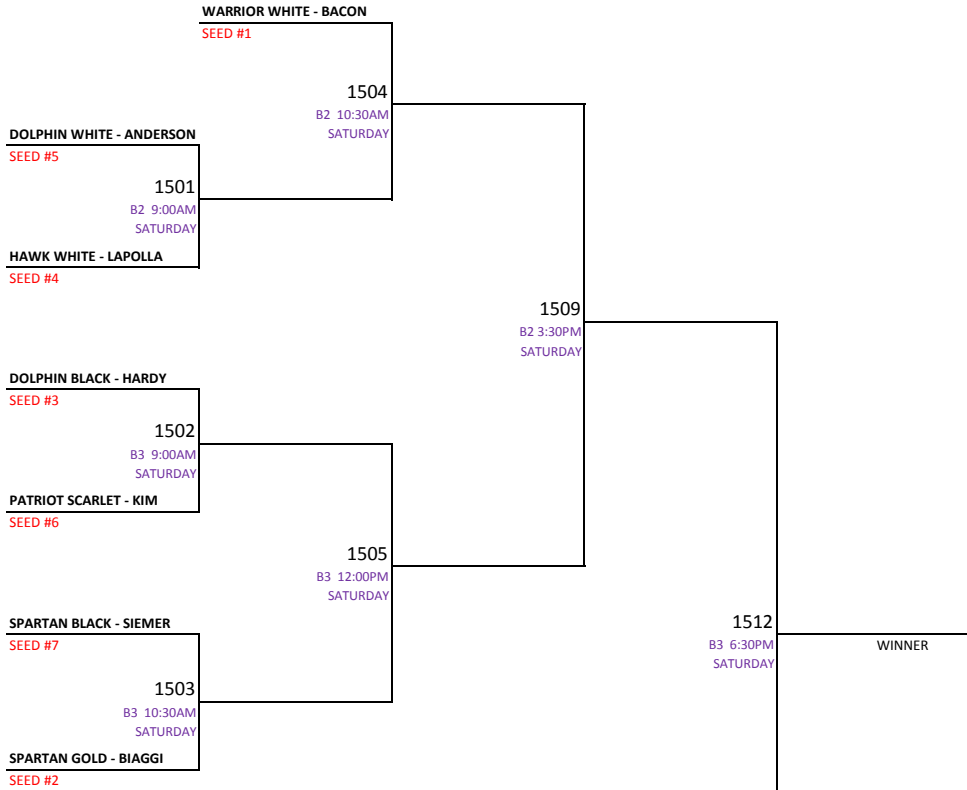 WARRIOR WHITE - BACON
SEED #1
1504
B2 10:30AM
SATURDAY
DOLPHIN WHITE - ANDERSON
SEED #5
1501
B2 9:00AM
SATURDAY
HAWK WHITE - LAPOLLA
SEED #4
1509
B2 3:30PM
SATURDAY
DOLPHIN BLACK - HARDY
SEED #3
1502
B3 9:00AM
SATURDAY
PATRIOT SCARLET - KIM
SEED #6
1505
B3 12:00PM
SATURDAY
SPARTAN BLACK - SIEMER
SEED #7
1512
B3 6:30PM
SATURDAY
WINNER
1503
B3 10:30AM
SATURDAY
SPARTAN GOLD - BIAGGI
SEED #2